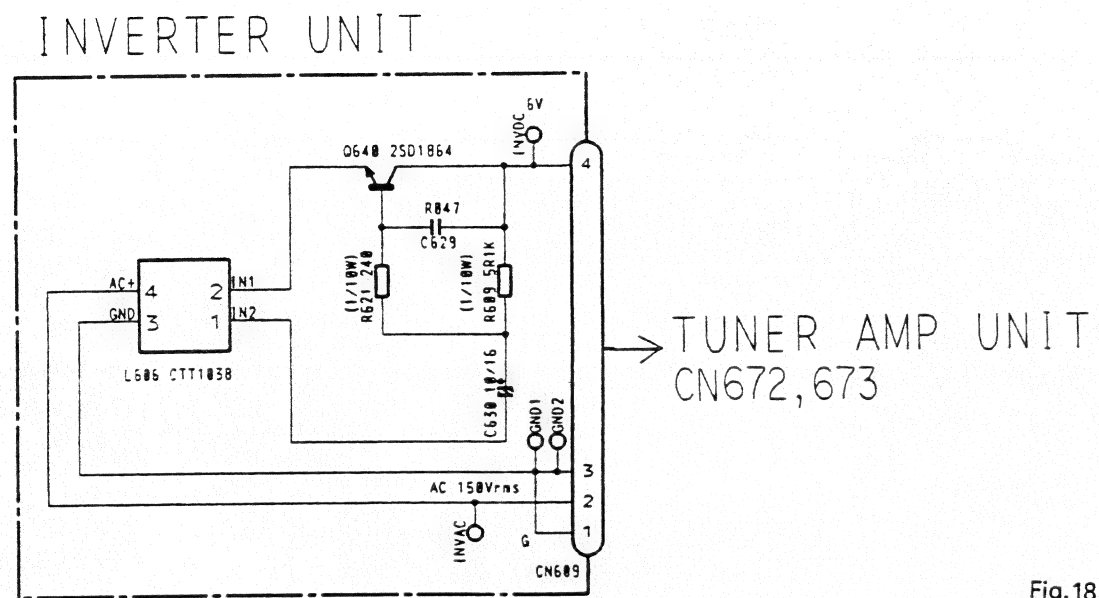 INVERTER UNIT
6V
INVDC
Q640 2SD1864
4
R047
C629
(1/10W)
R621 240
(1/10W)
R609 5R1K
AC+
4
2
IN1
GND
3
1
IN2
L606 CTT1038
TUNER AMP UNIT
CN672,673
C630 10/16
GND1
GND2
3
AC 150Vrms
2
INVAC
G
1
CN609
Fig.18